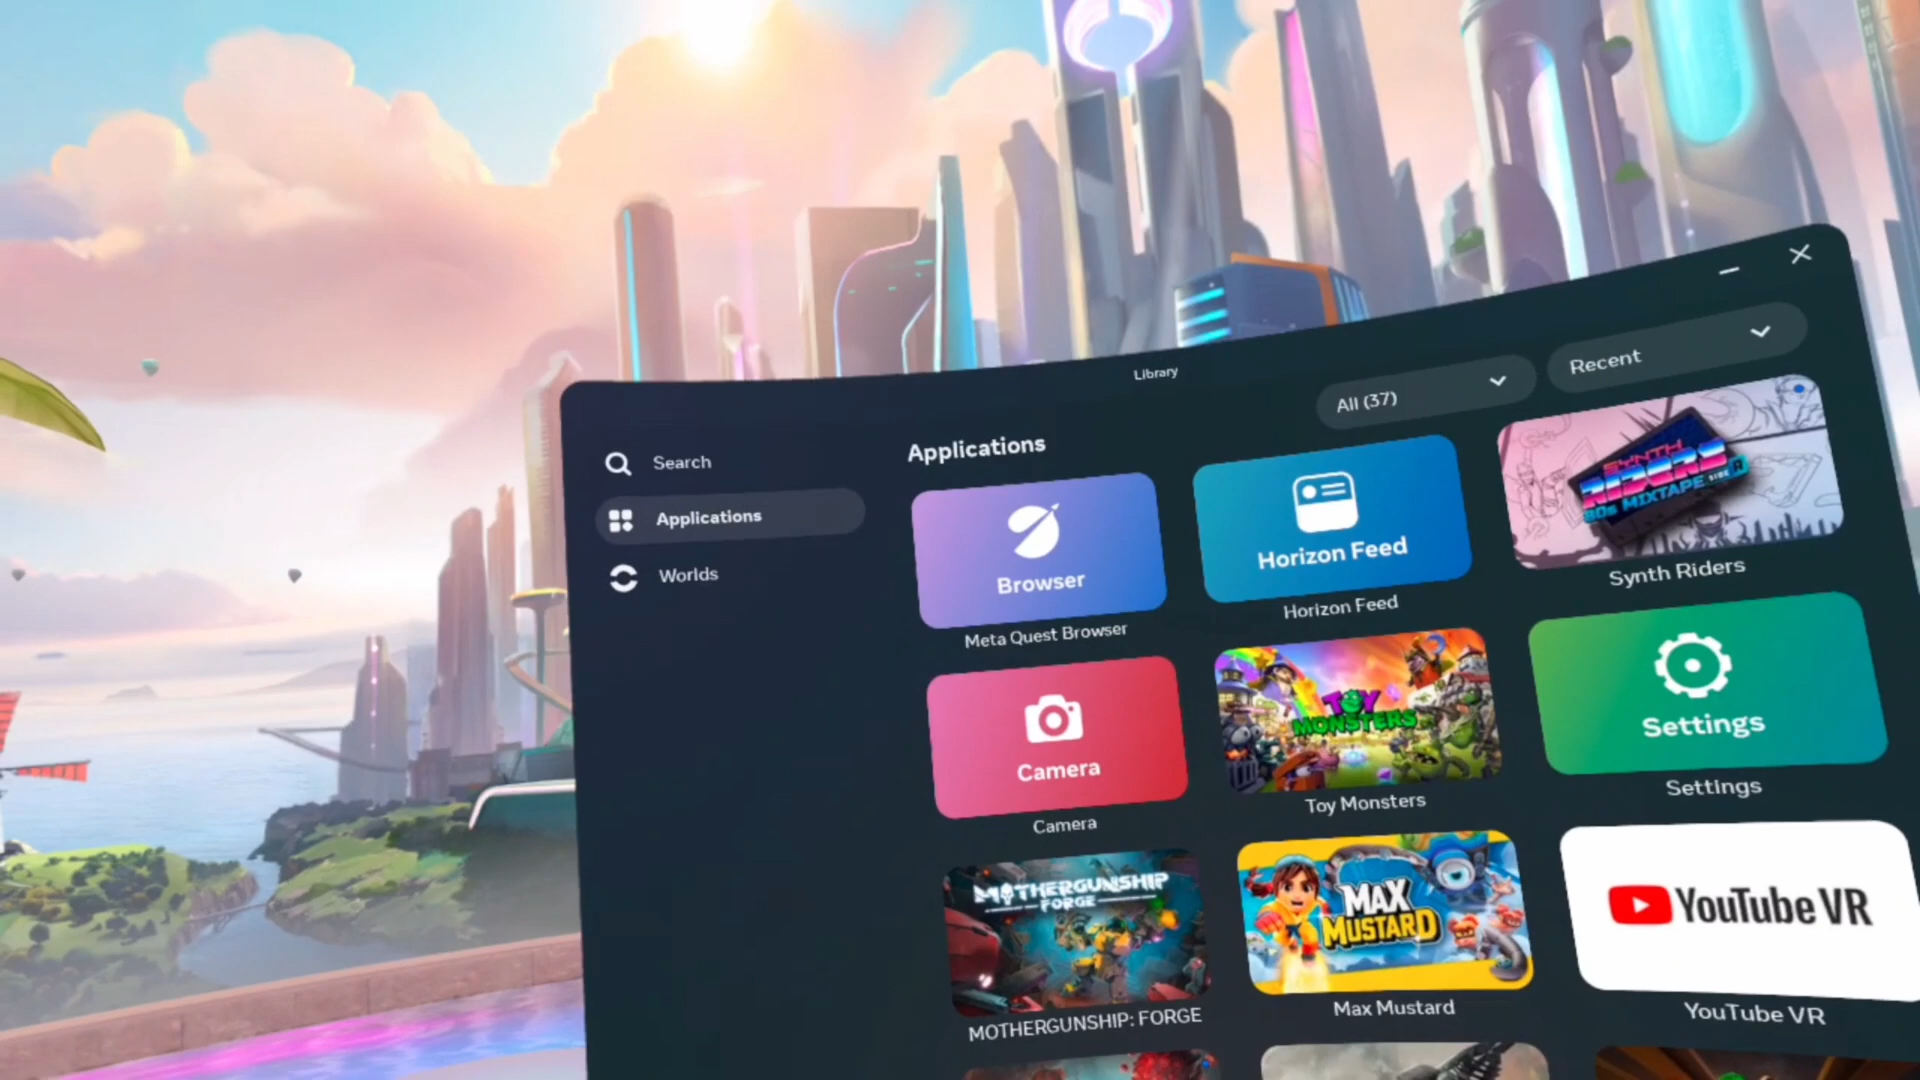 Library
All (37)
Recent
Search
Applications
Worlds
Applications
Browser
Meta Quest Browser
Horizon Feed
Horizon Feed
SYNTH
RIDERS
80s MIXTAPE SIDE A
Synth Riders
Camera
Camera
TOY
MONSTERS
Toy Monsters
Settings
Settings
MOTHERGUNSHIP
FORGE
MOTHERGUNSHIP: FORGE
MAX
MUSTARD
Max Mustard
YouTube VR
YouTube VR